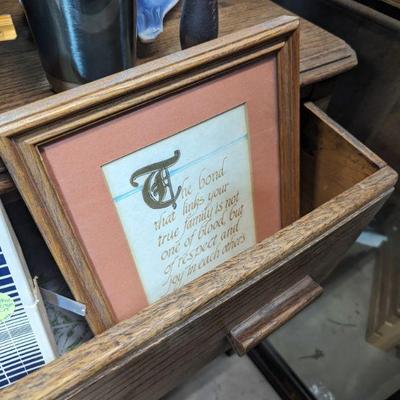 The bond
that links your
true family is not
one of blood, but
of respect and
joy in each others